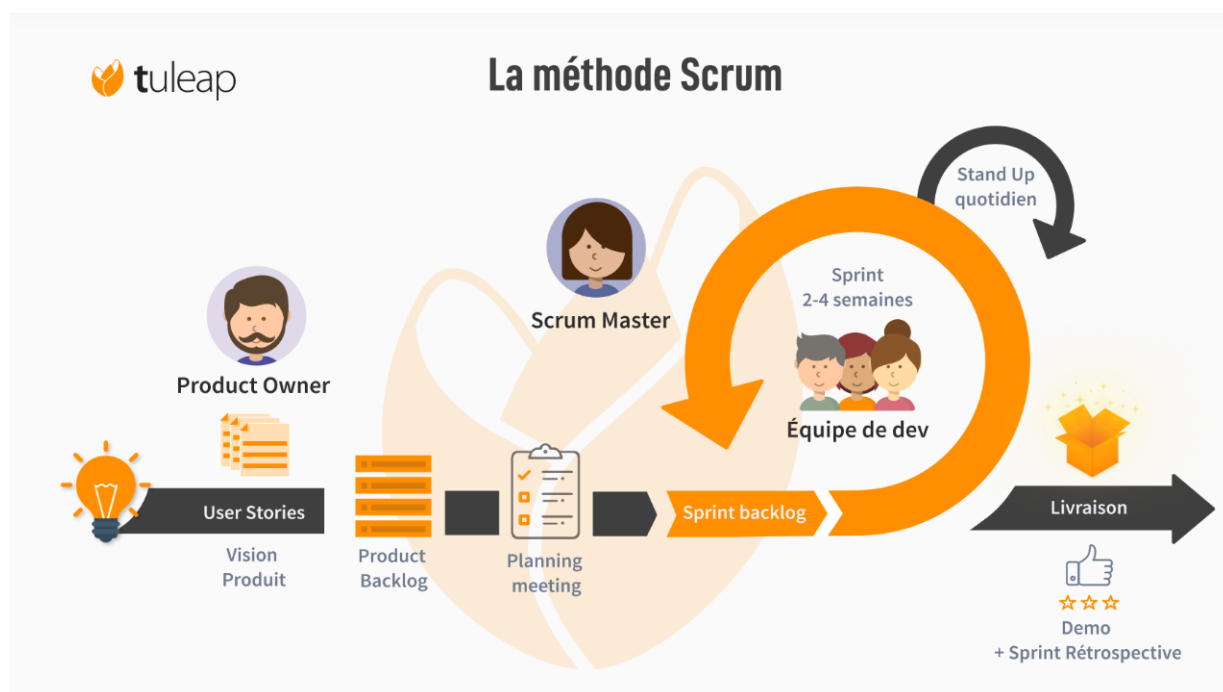 tuleap
La méthode Scrum
Stand Up
quotidien
Sprint
2-4 semaines
Scrum Master
Product Owner
Équipe de dev
User Stories
Sprint backlog
Livraison
Vision
Produit
Product
Backlog
Planning
meeting
Demo
+ Sprint Rétrospective